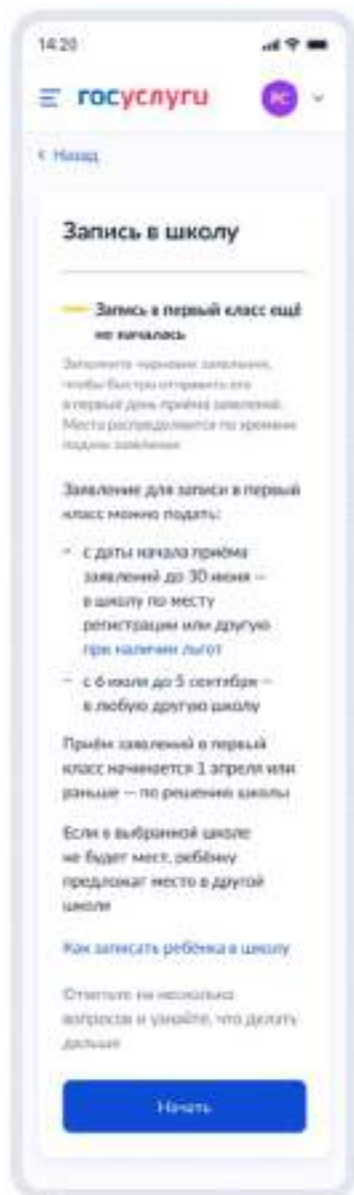 14:20
госуслуги
РС
Назад
Запись в школу
Запись в первый класс ещё
не началась
Заполните черновик заявления,
чтобы быстро отправить его
в первый день приёма заявлений.
Места распределяются по времени
подачи заявления
Заявление для записи в первый
класс можно подать:
– с даты начала приёма
заявлений до 30 июня —
в школу по месту
регистрации или другую
при наличии льгот
– с 6 июля до 5 сентября —
в любую другую школу
Приём заявлений в первый
класс начинается 1 апреля или
раньше — по решению школы
Если в выбранной школе
не будет мест, ребёнку
предложат место в другой
школе
Как записать ребёнка в школу
Ответьте на несколько
вопросов и узнайте, что делать
дальше
Начать